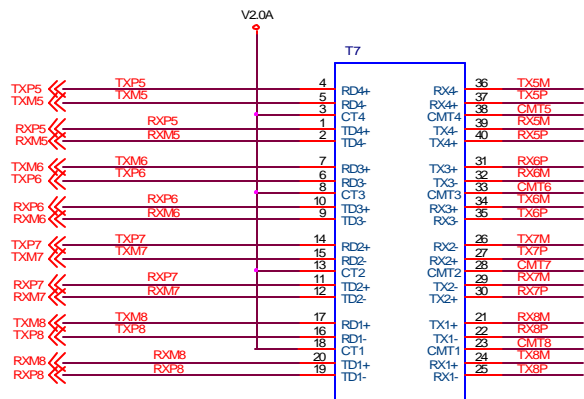 V2.0A
T7
TXP5 TXP5 4 RD4+ RX4- 36 TX5M
TXM5 TXM5 5 RD4- RX4+ 37 TX5P
3 CT4 CMT4 38 CMT5
RXP5 RXP5 1 TD4+ TX4- 39 RX5M
RXM5 RXM5 2 TD4- TX4+ 40 RX5P
TXM6 TXM6 7 RD3+ TX3+ 31 RX6P
TXP6 TXP6 6 RD3- TX3- 32 RX6M
8 CT3 CMT3 33 CMT6
RXP6 RXP6 10 TD3+ RX3+ 34 TX6M
RXM6 RXM6 9 TD3- RX3- 35 TX6P
TXP7 TXP7 14 RD2+ RX2- 26 TX7M
TXM7 TXM7 15 RD2- RX2+ 27 TX7P
13 CT2 CMT2 28 CMT7
RXP7 RXP7 11 TD2+ TX2- 29 RX7M
RXM7 RXM7 12 TD2- TX2+ 30 RX7P
TXM8 TXM8 17 RD1+ TX1+ 21 RX8M
TXP8 TXP8 16 RD1- TX1- 22 RX8P
18 CT1 CMT1 23 CMT8
RXM8 RXM8 20 TD1+ RX1+ 24 TX8M
RXP8 RXP8 19 TD1- RX1- 25 TX8P